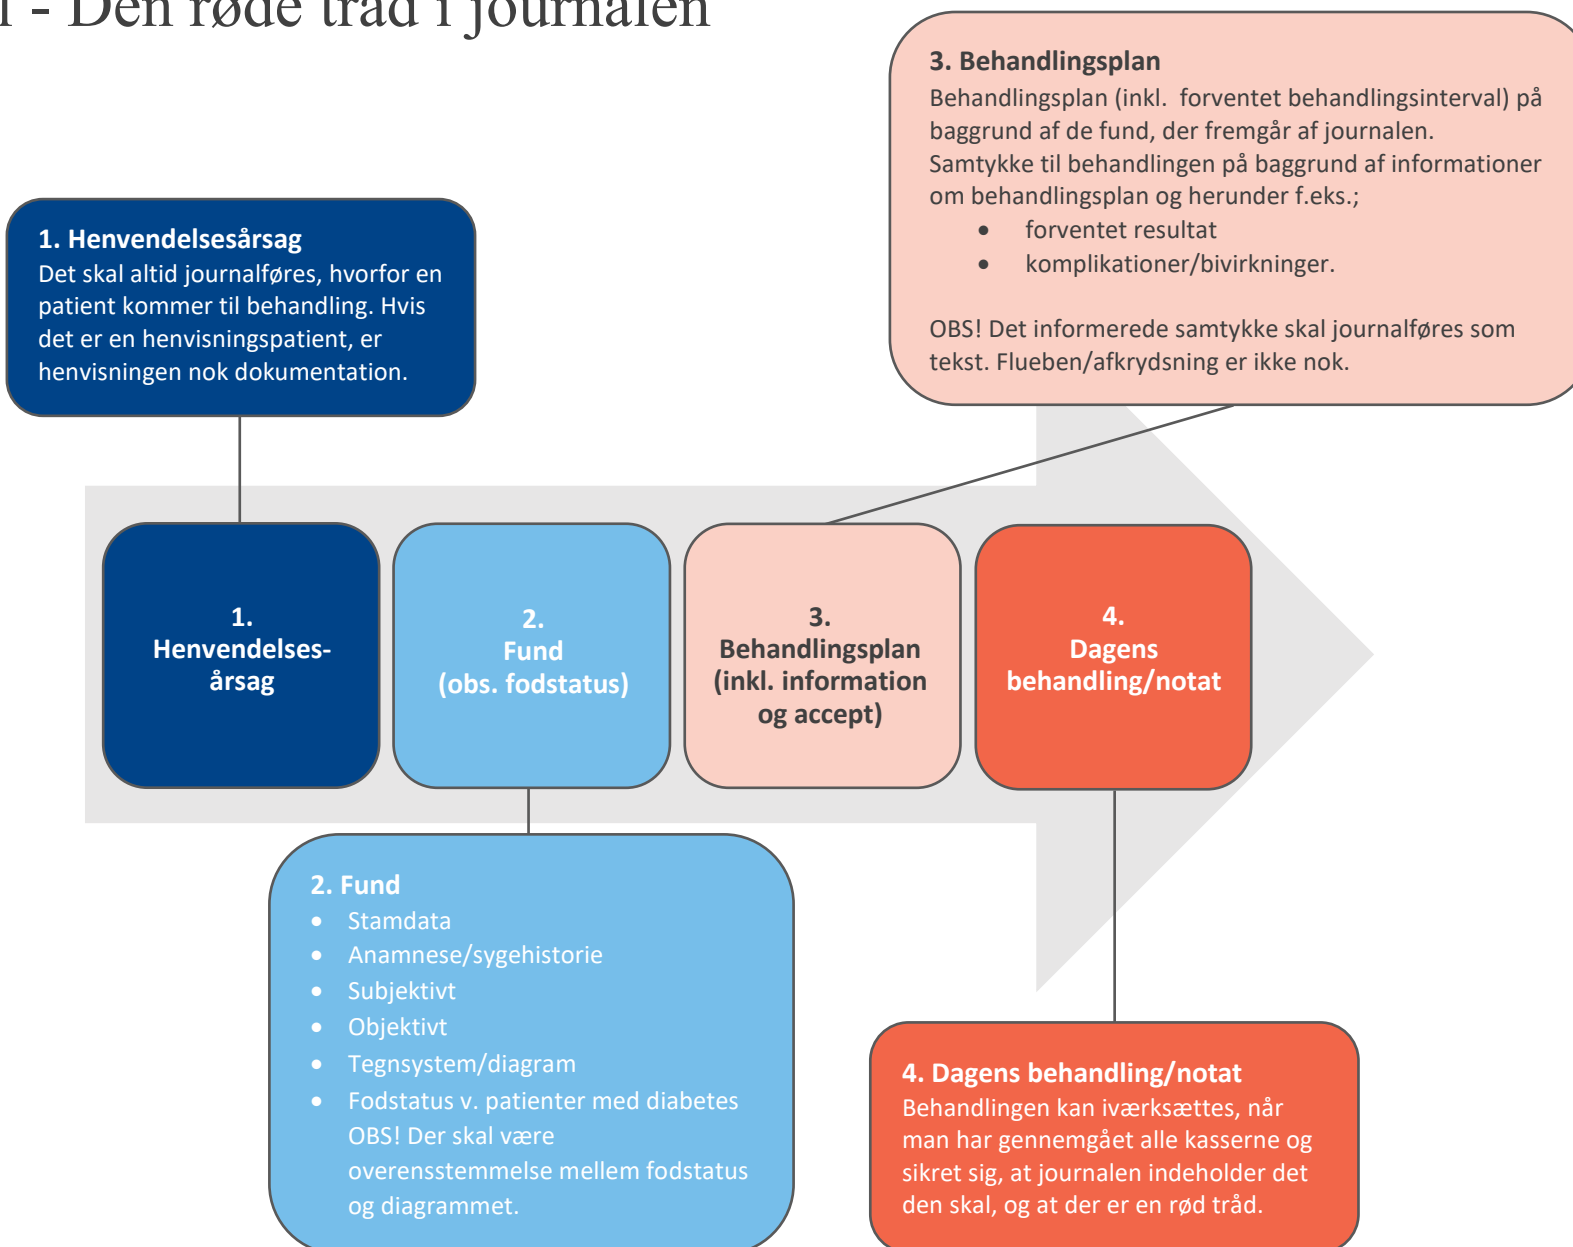 - Den røde tråd i journalen
3. Behandlingsplan
Behandlingsplan (inkl. forventet behandlingsinterval) på
baggrund af de fund, der fremgår af journalen.
Samtykke til behandlingen på baggrund af informationer
om behandlingsplan og herunder f.eks.;
• forventet resultat
• komplikationer/bivirkninger.
OBS! Det informerede samtykke skal journalføres som
tekst. Flueben/afkrydsning er ikke nok.
1. Henvendelsesårsag
Det skal altid journalføres, hvorfor en
patient kommer til behandling. Hvis
det er en henvisningspatient, er
henvisningen nok dokumentation.
1.
Henvendelses-
årsag
2.
Fund
(obs. fodstatus)
3.
Behandlingsplan
(inkl. information
og accept)
4.
Dagens
behandling/notat
2. Fund
• Stamdata
• Anamnese/sygehistorie
• Subjektivt
• Objektivt
• Tegnsystem/diagram
• Fodstatus v. patienter med diabetes
OBS! Der skal være
overensstemmelse mellem fodstatus
og diagrammet.
4. Dagens behandling/notat
Behandlingen kan iværksættes, når
man har gennemgået alle kasserne og
sikret sig, at journalen indeholder det
den skal, og at der er en rød tråd.